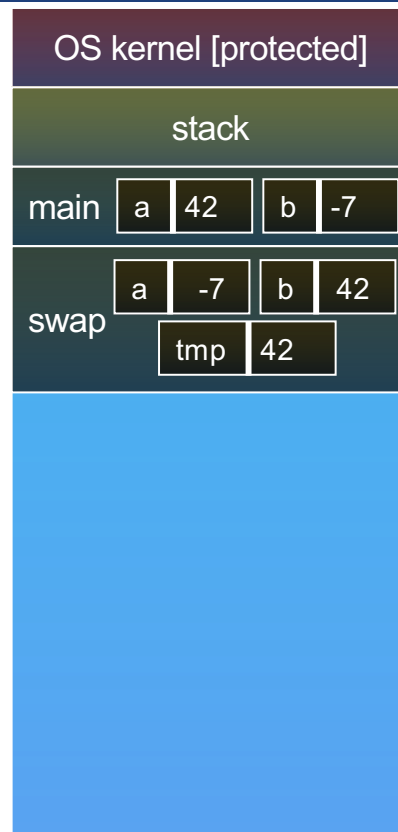 OS kernel [protected]
stack
main a 42 b -7
a -7 b 42
swap
tmp 42